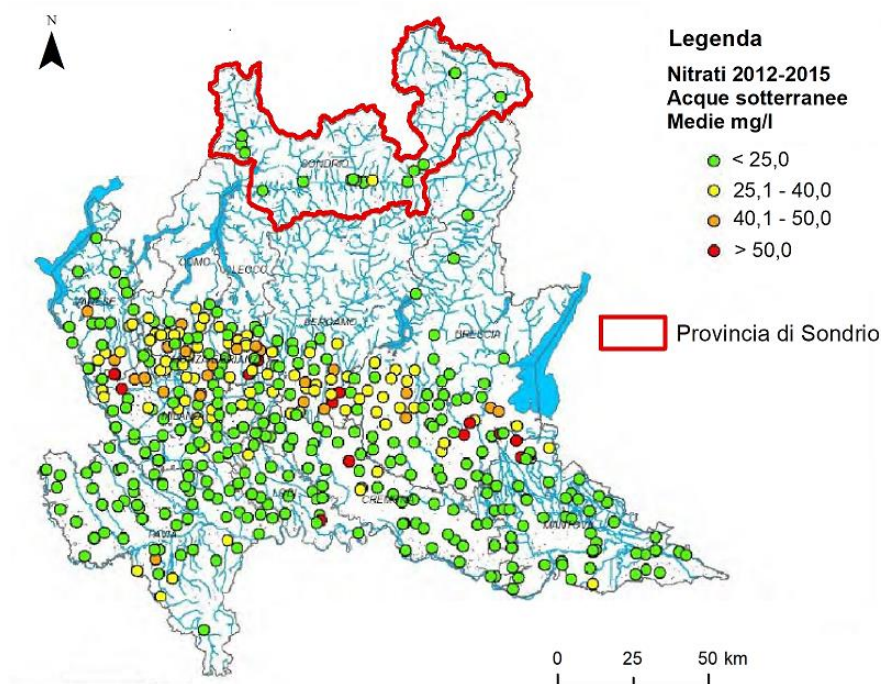 N
Legenda
Nitrati 2012-2015
Acque sotterranee
Medie mg/l
< 25,0
25,1 - 40,0
40,1 - 50,0
> 50,0
SONDRIO
COMO
LECCO
VARESE
BERGAMO
BRESCIA
Provincia di Sondrio
MILANO
LODI
CREMONA
MANTOVA
PAVIA
0 25 50 km